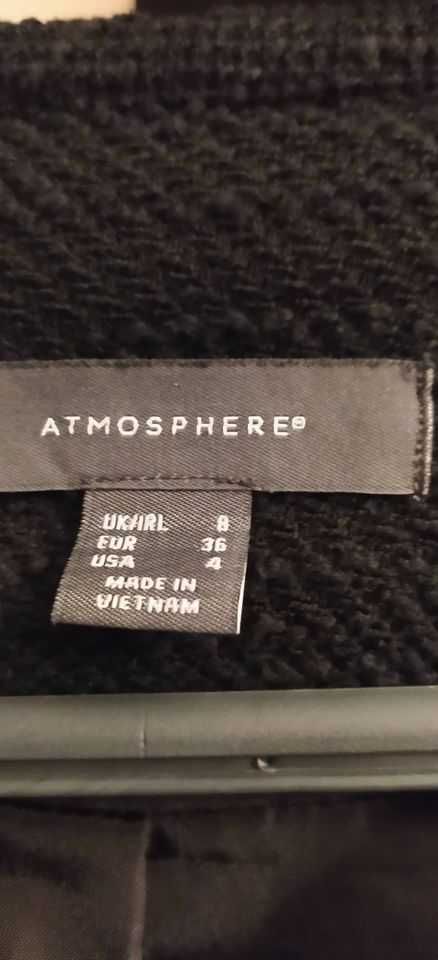 ATMOSPHERE®
UK/IRL 8
EUR 36
USA 4
MADE IN
VIETNAM